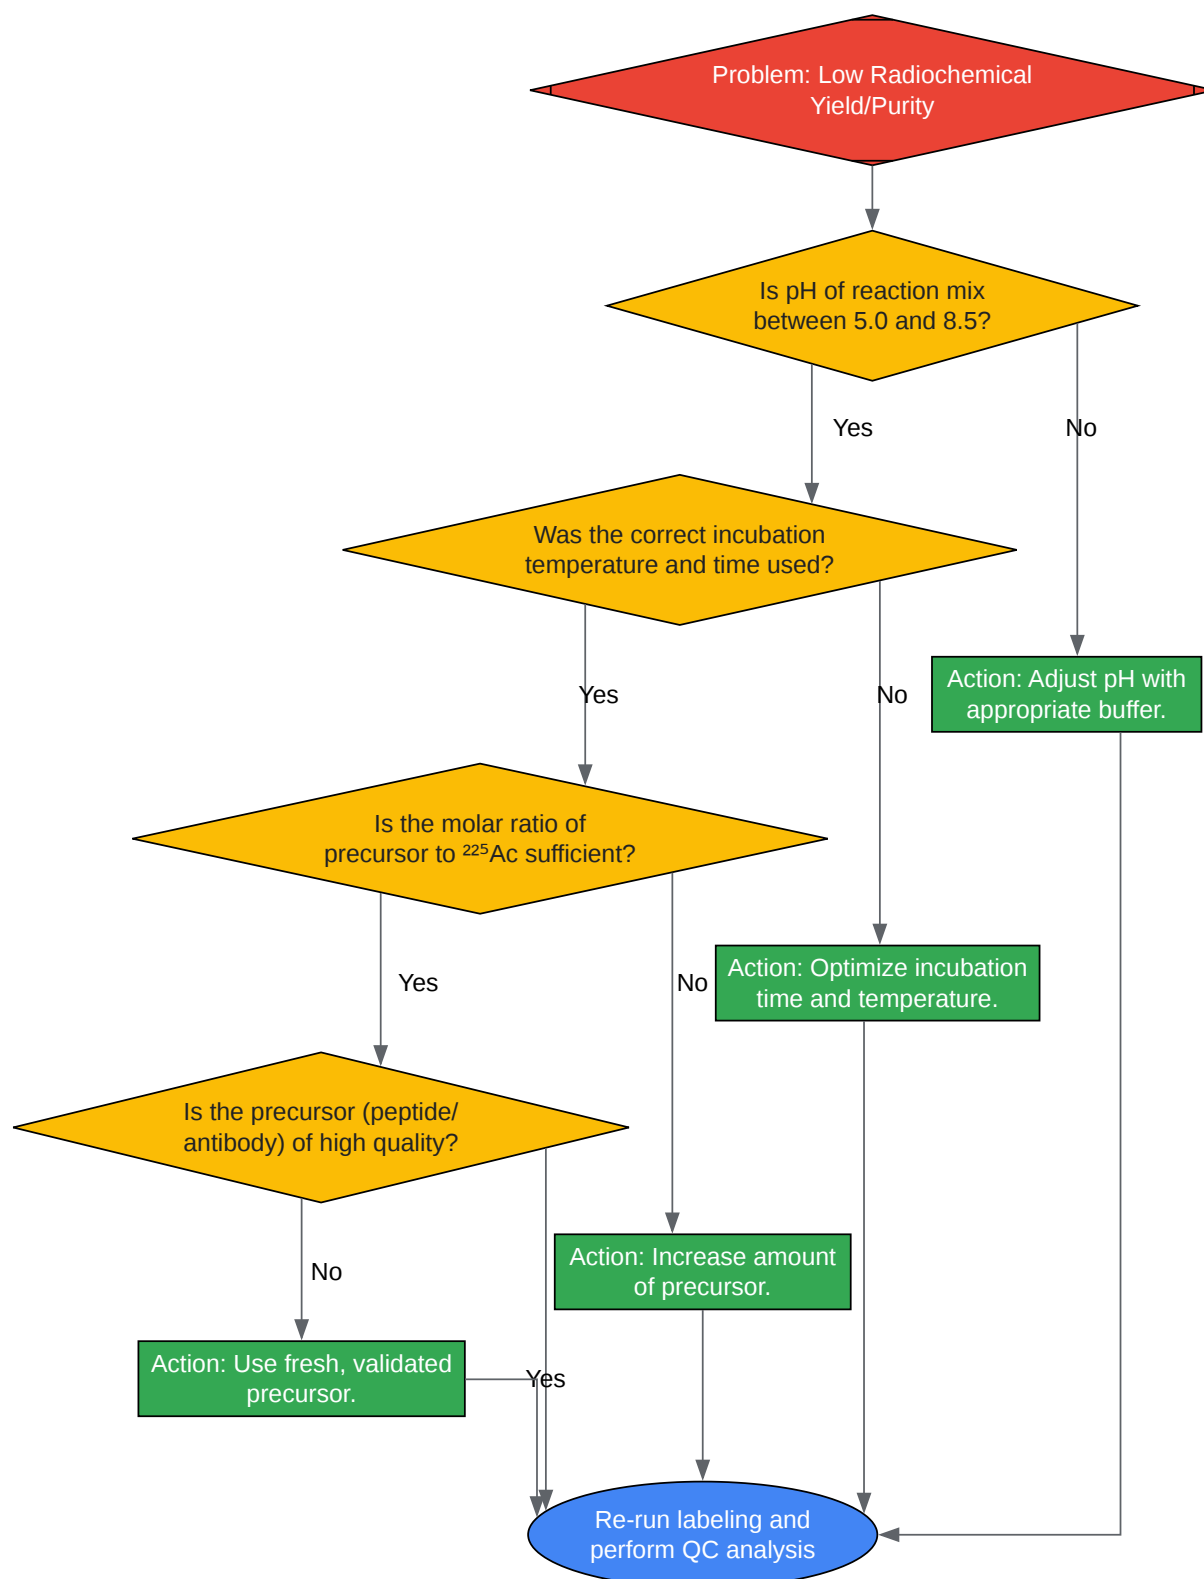 Problem: Low Radiochemical
Yield/Purity
Is pH of reaction mix
between 5.0 and 8.5?
Yes
No
Was the correct incubation
temperature and time used?
Yes
No
Action: Adjust pH with
appropriate buffer.
Is the molar ratio of
precursor to ²²⁵Ac sufficient?
Yes
No
Action: Optimize incubation
time and temperature.
Is the precursor (peptide/
antibody) of high quality?
No
Action: Increase amount
of precursor.
Action: Use fresh, validated
precursor.
Yes
Re-run labeling and
perform QC analysis